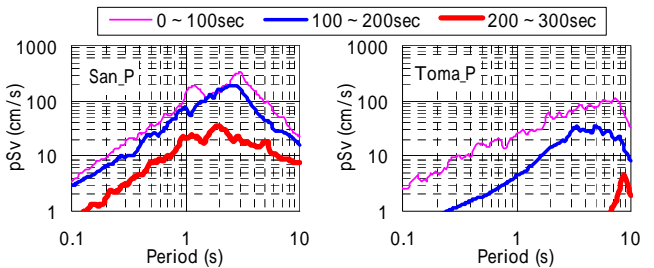 0 ~ 100sec 100 ~ 200sec 200 ~ 300sec
1000
100
10
1
pSv (cm/s)
San_P
0.1 1 10
Period (s)
1000
100
10
1
pSv (cm/s)
Toma_P
0.1 1 10
Period (s)